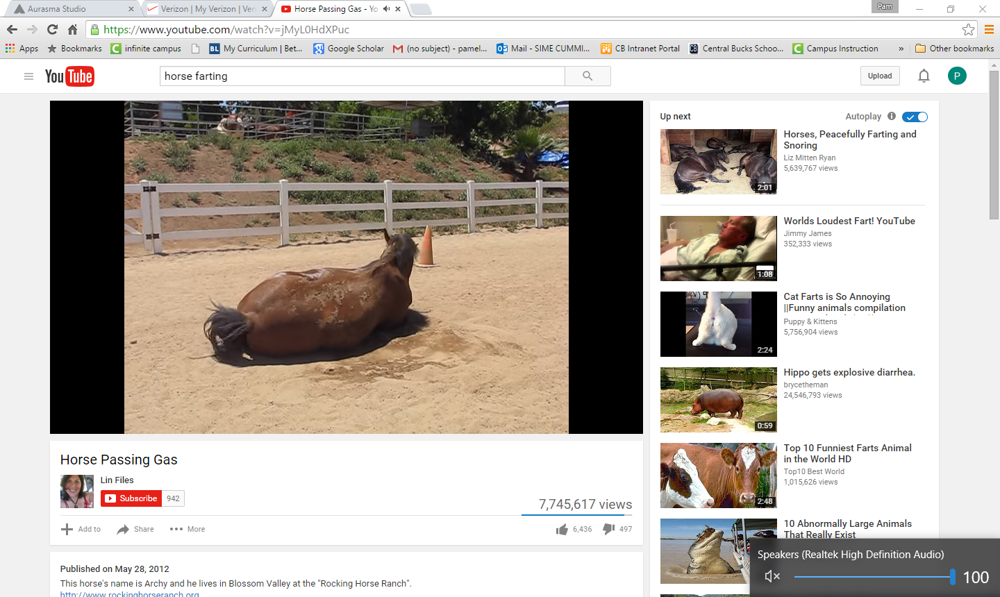 Aurasma Studio
Verizon | My Verizon | Veri
Horse Passing Gas - Yo
Pam
https://www.youtube.com/watch?v=jMyL0HdXPuc
Apps
Bookmarks
infinite campus
BL My Curriculum | Bet...
Google Scholar
(no subject) - pamel...
Mail - SIME CUMMI...
CB Intranet Portal
CB Central Bucks Schoo...
Campus Instruction
»
Other bookmarks
YouTube
horse farting
Upload
P
Up next
Autoplay
Horses, Peacefully Farting and
Snoring
Liz Mitten Ryan
5,639,767 views
2:01
Worlds Loudest Fart! YouTube
Jimmy James
352,333 views
1:08
Cat Farts is So Annoying
||Funny animals compilation
Puppy & Kittens
5,756,904 views
2:24
Hippo gets explosive diarrhea.
brycetheman
24,546,793 views
0:59
Top 10 Funniest Farts Animal
in the World HD
Top10 Best World
1,015,626 views
2:48
10 Abnormally Large Animals
That Really Exist
Horse Passing Gas
Lin Files
Subscribe 942
7,745,617 views
Add to
Share
More
6,436
497
Published on May 28, 2012
This horse's name is Archy and he lives in Blossom Valley at the "Rocking Horse Ranch".
http://www.rockinghorseranch.org
Speakers (Realtek High Definition Audio)
100